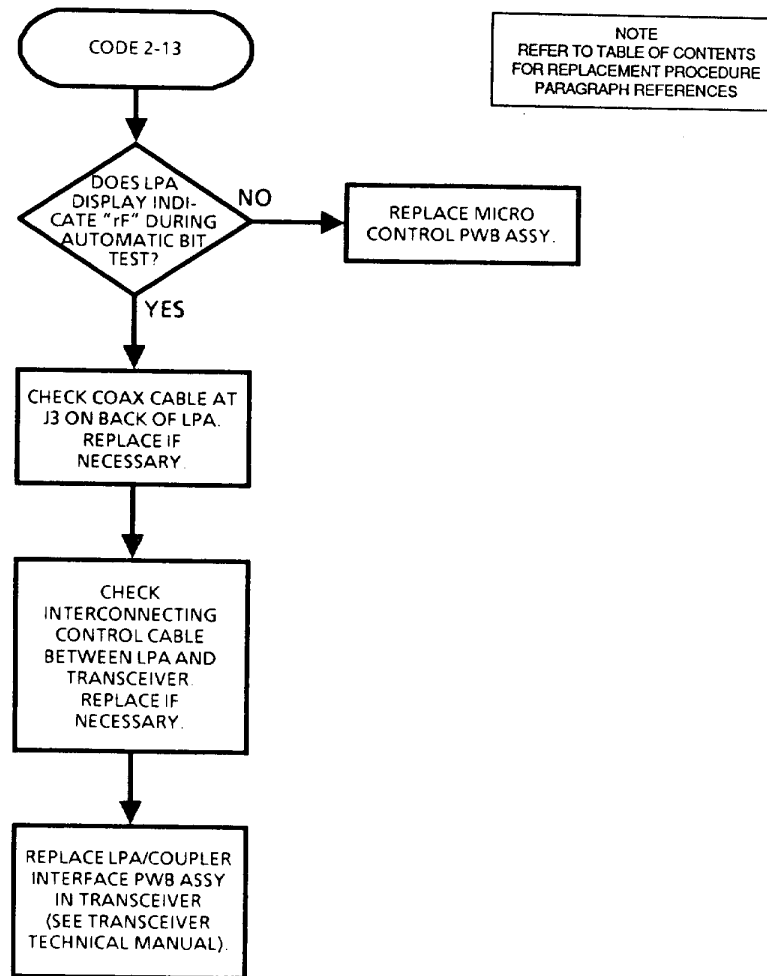 CODE 2-13
NOTE
REFER TO TABLE OF CONTENTS
FOR REPLACEMENT PROCEDURE
PARAGRAPH REFERENCES
DOES LPA
DISPLAY INDI-
CATE "rF" DURING
AUTOMATIC BIT
TEST?
NO
REPLACE MICRO
CONTROL PWB ASSY.
YES
CHECK COAX CABLE AT
J3 ON BACK OF LPA.
REPLACE IF
NECESSARY.
CHECK
INTERCONNECTING
CONTROL CABLE
BETWEEN LPA AND
TRANSCEIVER.
REPLACE IF
NECESSARY.
REPLACE LPA/COUPLER
INTERFACE PWB ASSY
IN TRANSCEIVER
(SEE TRANSCEIVER
TECHNICAL MANUAL).